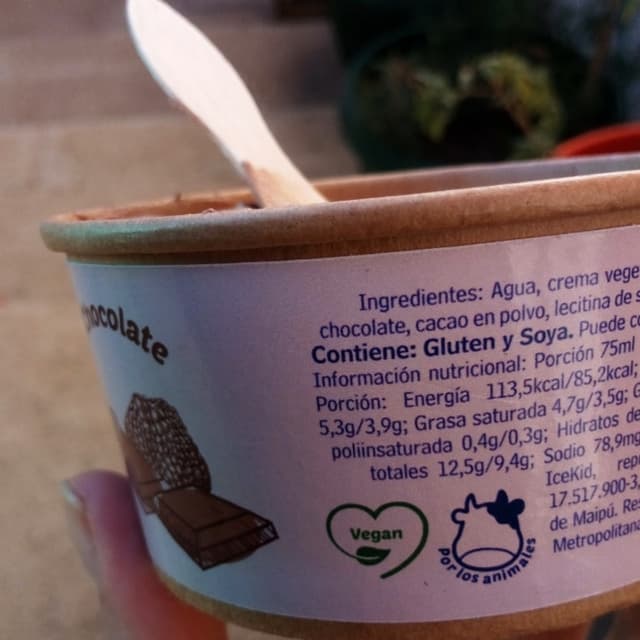 chocolate
Ingredientes: Agua, crema
chocolate, cacao en polvo, lecitina de
Contiene: Gluten y Soya. Puede
Información nutricional: Porción 75ml
Porción: Energía 113,5kcal/85,2kcal;
5,3g/3,9g; Grasa saturada 4,7g/3,5g;
poliinsaturada 0,4g/0,3g; Hidratos
totales 12,5g/9,4g; Sodio 78,9mg
IceKid,
17.517.900-3,
de Maipú.
Metropolitana
Vegan
por los animales